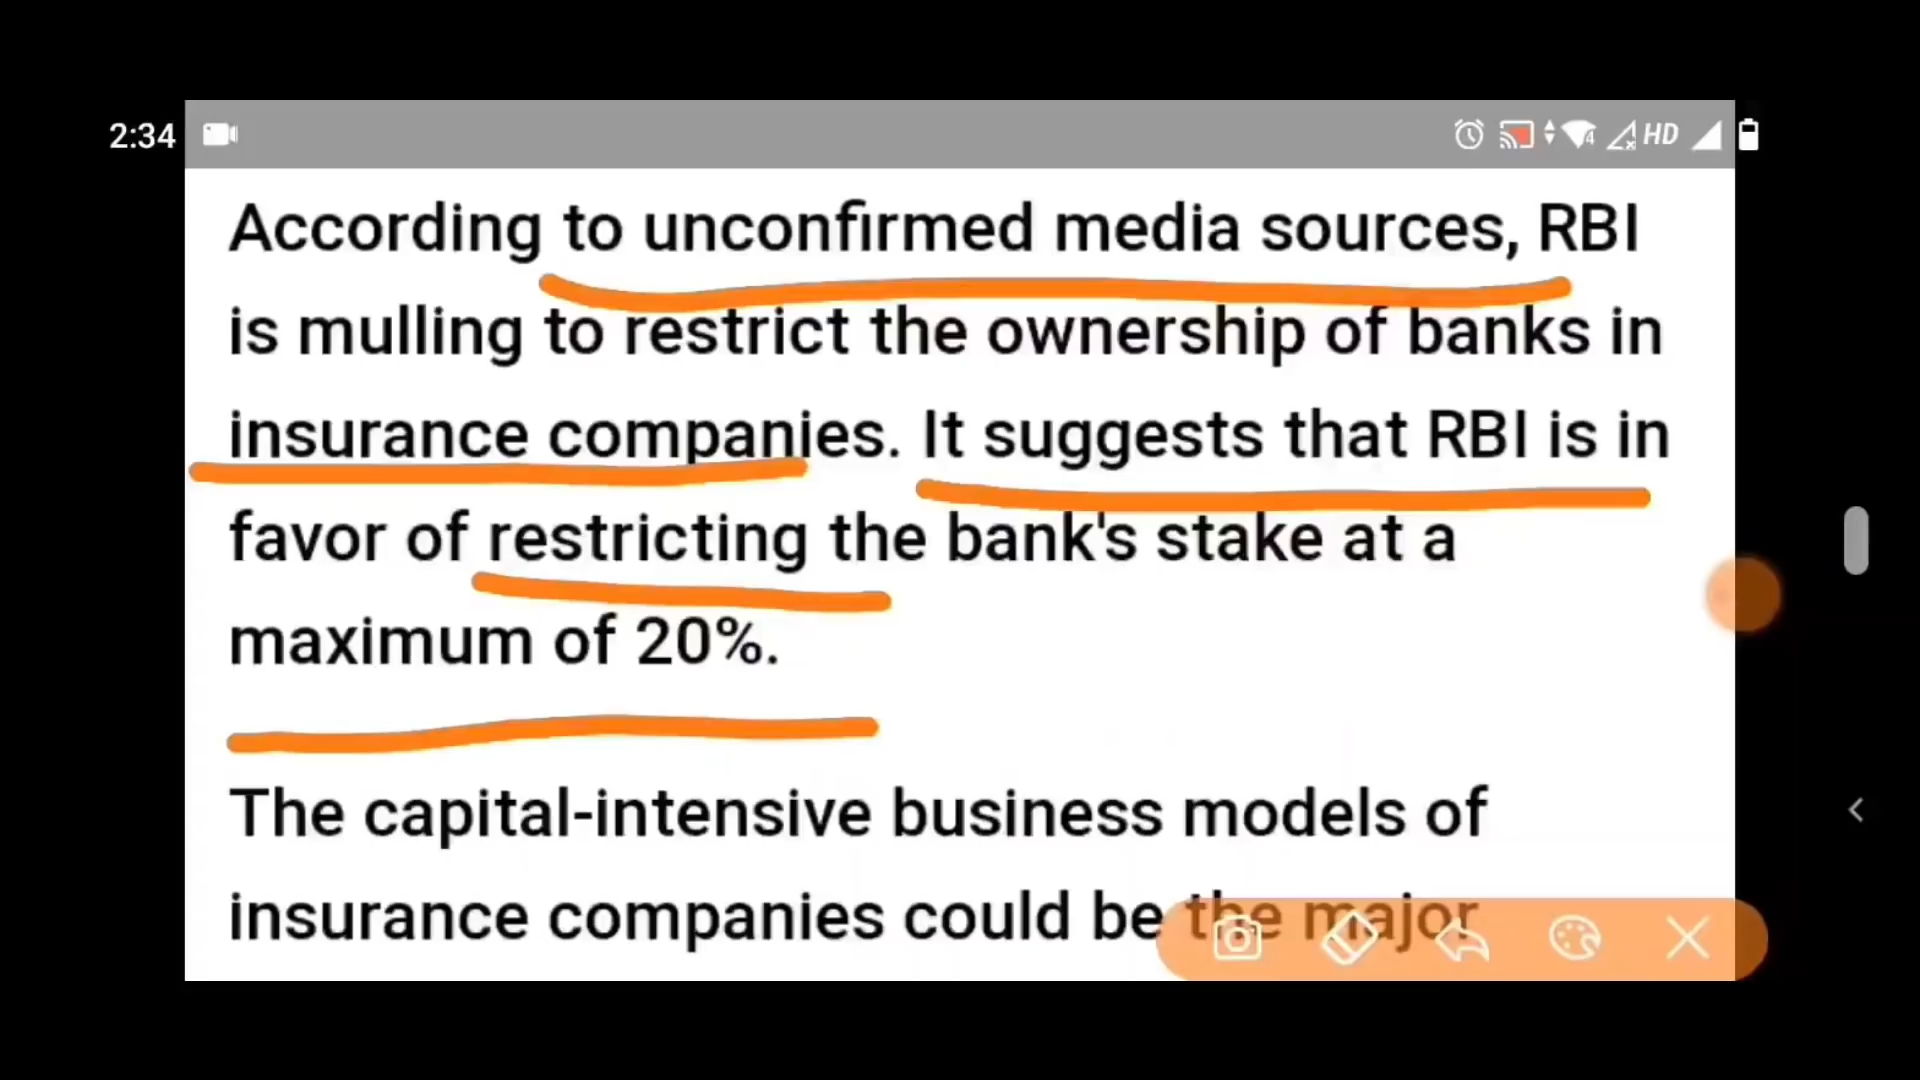 2:34 HD
According to unconfirmed media sources, RBI
is mulling to restrict the ownership of banks in
insurance companies. It suggests that RBI is in
favor of restricting the bank's stake at a
maximum of 20%.
The capital-intensive business models of
insurance companies could be the major